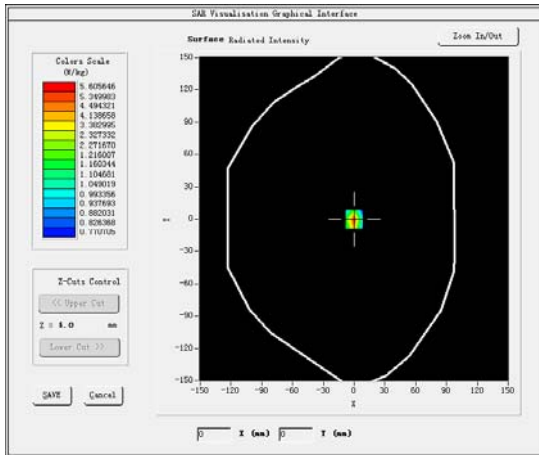 SAR Visualisation Graphical Interface
Surface Radiated Intensity
Zoom In/Out
Colors Scale
(W/kg)
5.605646
5.349983
4.494321
4.138658
3.382995
2.327332
2.271670
1.216007
1.160344
1.104681
1.049019
0.993356
0.937693
0.882031
0.826368
0.770705
Z-Cuts Control
<< Upper Cut
Z = 4.0 mm
Lower Cut >>
SAVE
Cancel
150
120
90
60
30
0
-30
-60
-90
-120
-150
-150 -120 -90 -60 -30 0 30 60 90 120 150
X
0 X (mm) 0 Y (mm)